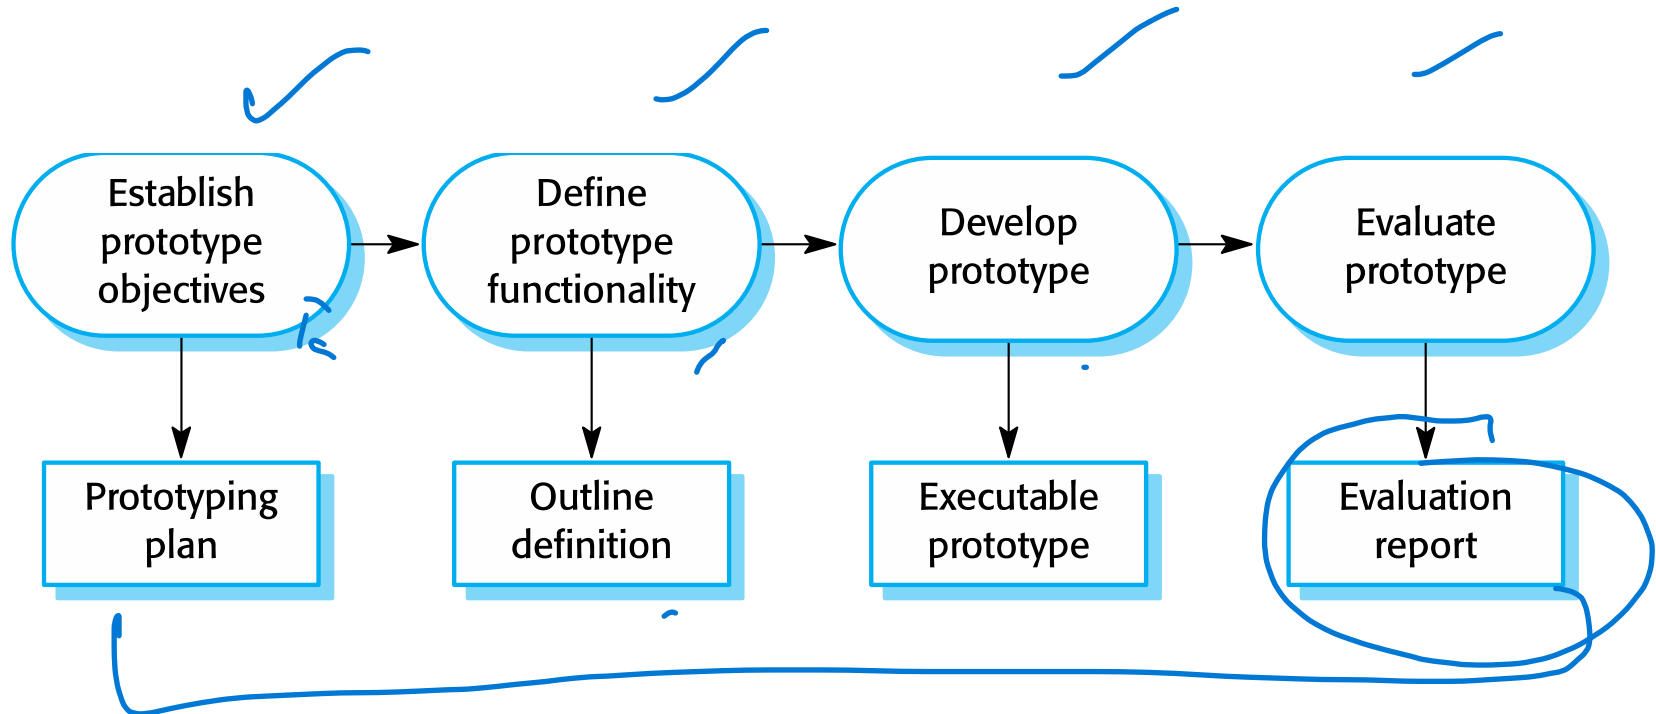 Establish
prototype
objectives
Define
prototype
functionality
Develop
prototype
Evaluate
prototype
Prototyping
plan
Outline
definition
Executable
prototype
Evaluation
report